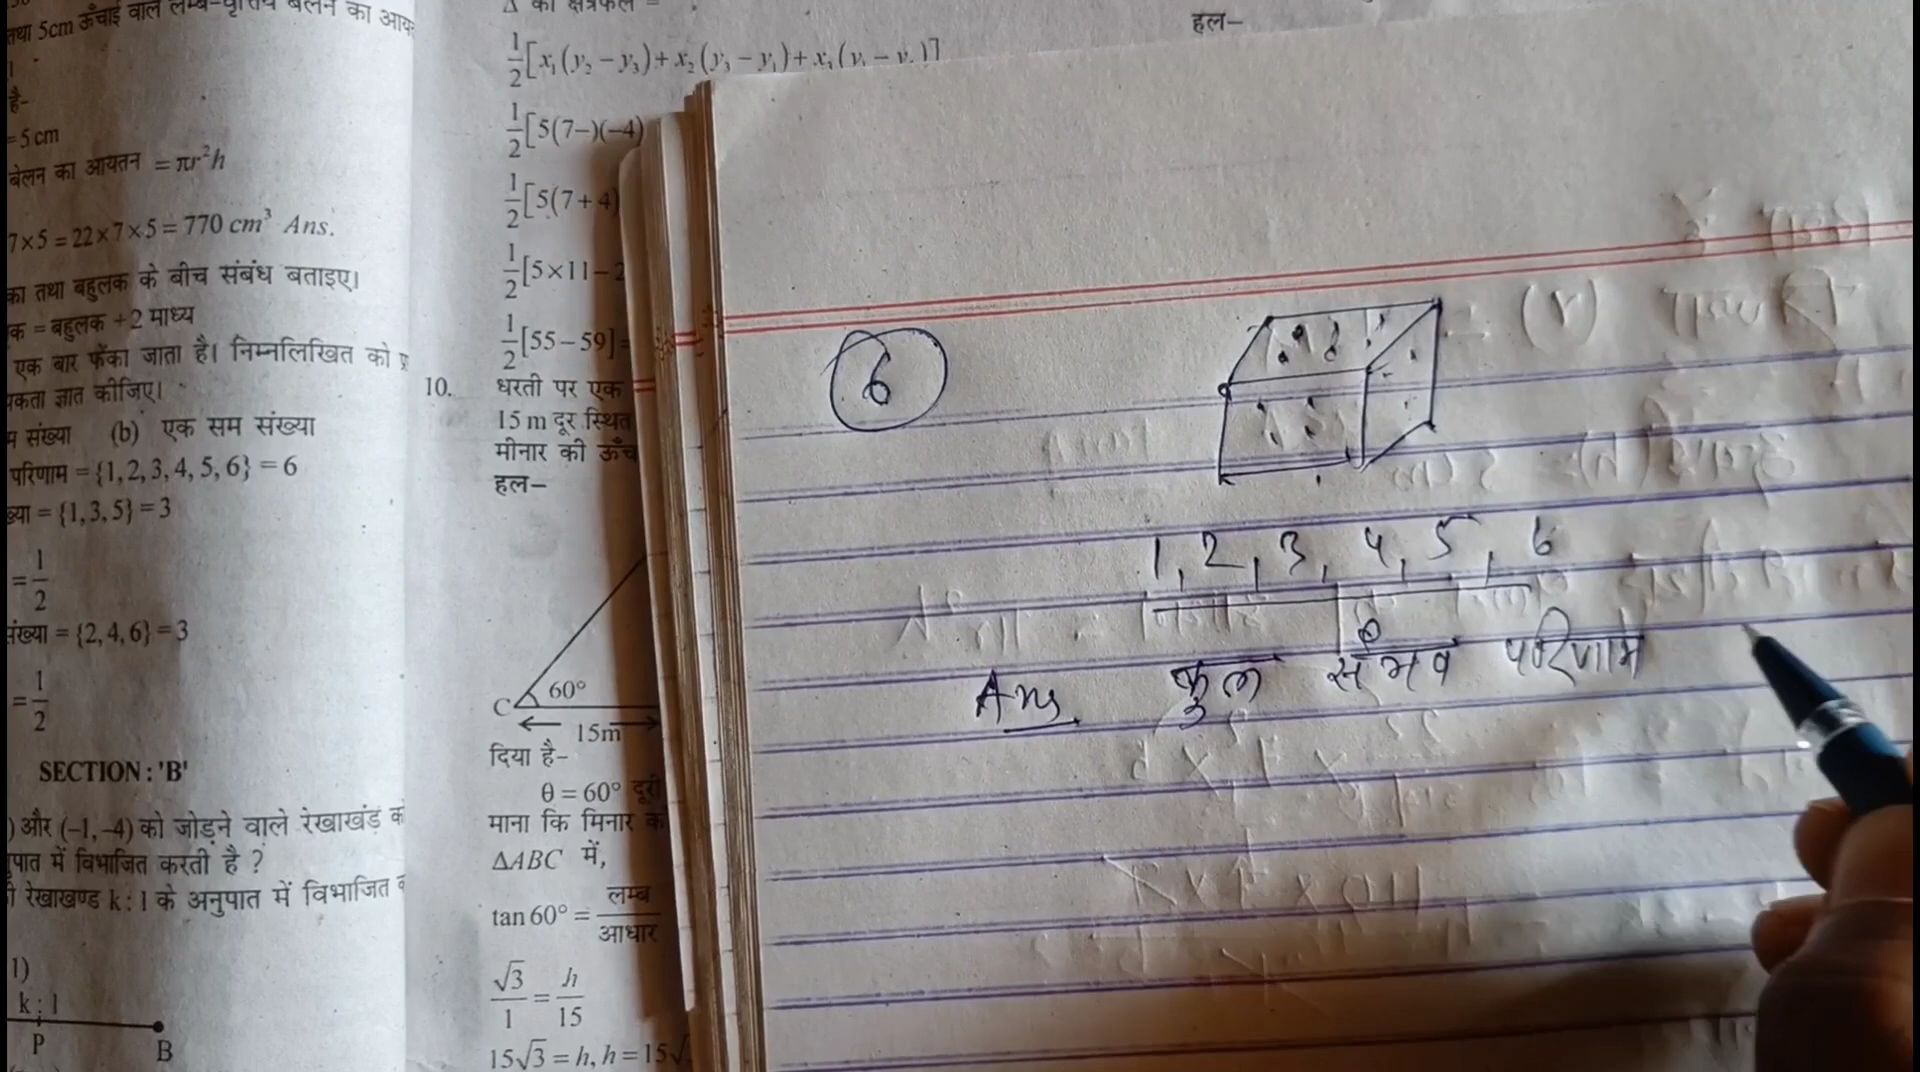 तथा 5cm ऊँचाई वाले लम्ब-वृत्तीय बेलन का
है-
= 5 cm
बेलन का आयतन = πr²h
7×5 = 22×7×5 = 770 cm³ Ans.
का तथा बहुलक के बीच संबंध बताइए।
क = बहुलक +2 माध्य
एक बार फेंका जाता है। निम्नलिखित को
ज्ञात कीजिए।
संख्या (b) एक सम संख्या
परिणाम = {1, 2, 3, 4, 5, 6} = 6
= {1, 3, 5} = 3
= 1/2
संख्या = {2, 4, 6} = 3
= 1/2
SECTION : 'B'
) और (–1, –4) को जोड़ने वाले रेखाखंड
में विभाजित करती है ?
रेखाखण्ड k : 1 के अनुपात में विभाजित
1)
k : 1
P B
Δ का क्षेत्रफल =
1/2[x₁(y₂ – y₃) + x₂(y₃ – y₁) + x₃(
1/2[5(7–)(–4)
1/2[5(7+4)
1/2[5×11–2
1/2[55–59]=
10. धरती पर एक
15 m दूर स्थित
मीनार की
हल–
C 60°
15m
दिया है–
θ = 60° दूरी
माना कि मिनार
ΔABC में,
tan 60° = लम्ब/आधार
√3/1 = h/15
15√3 = h, h = 15√
हल–
6
1, 2, 3, 4, 5, 6
6
Ans कुल संभव परिणाम